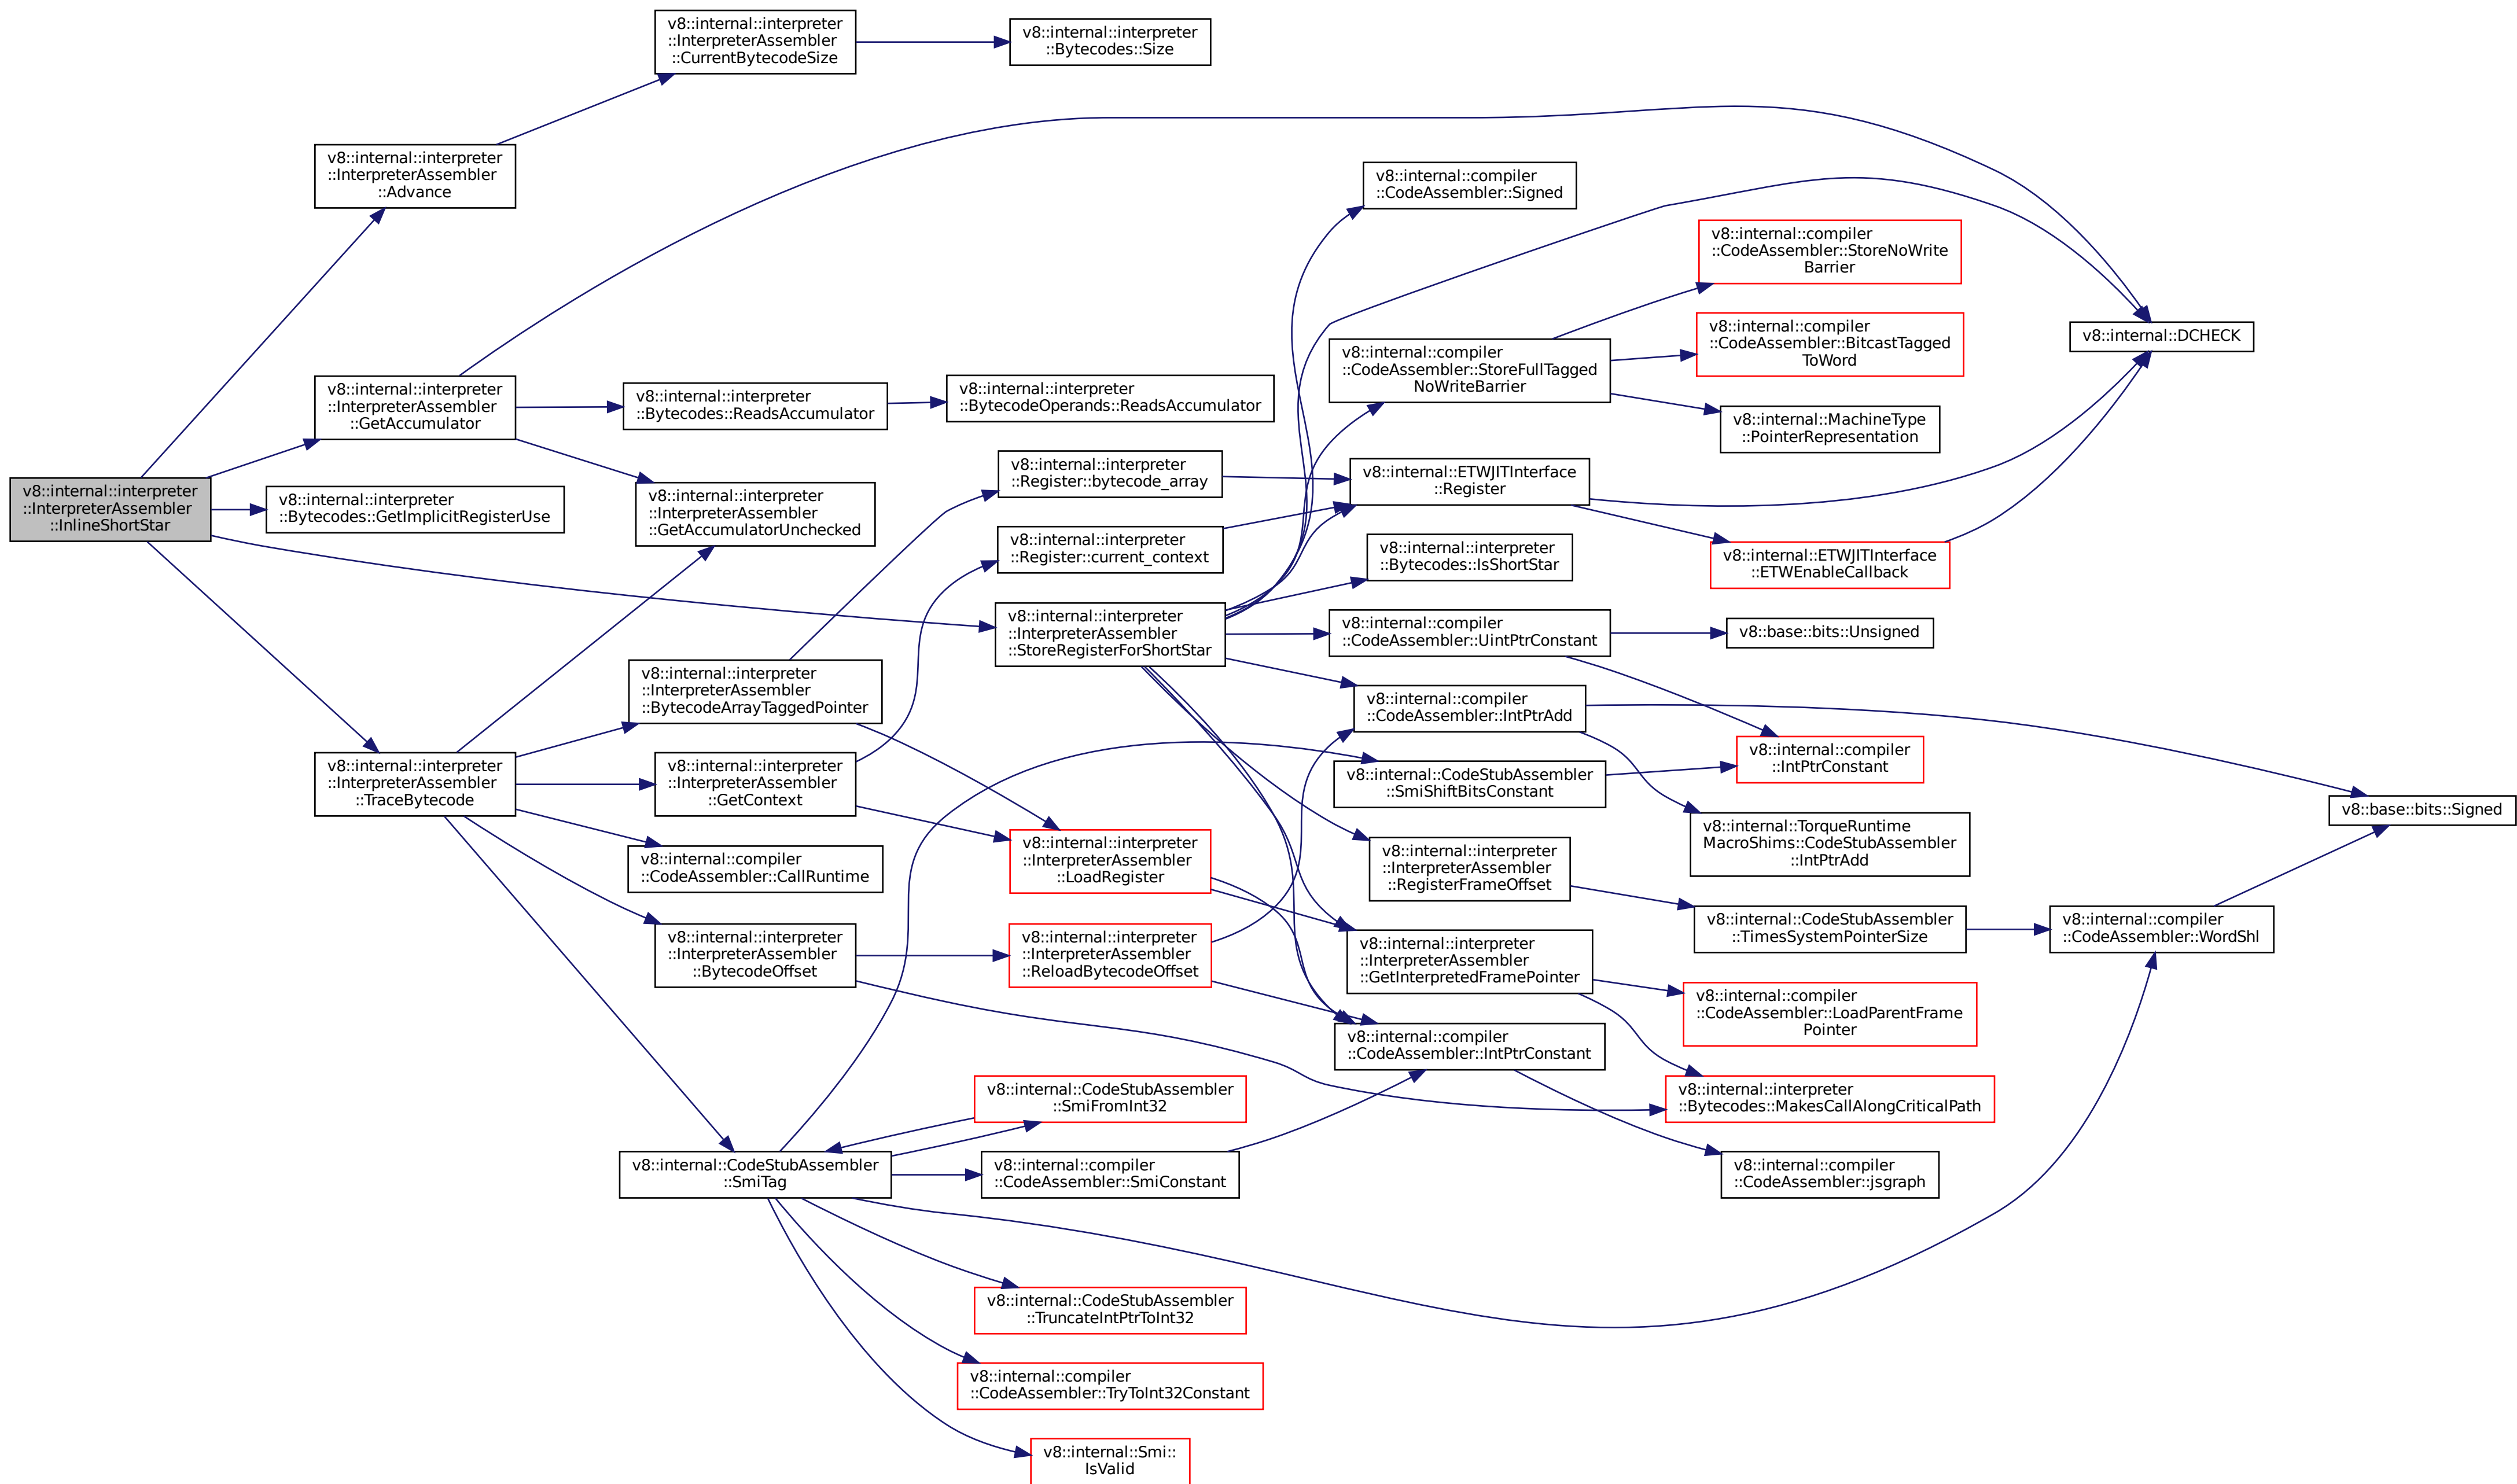 v8::internal::interpreter
::InterpreterAssembler
::InlineShortStar
v8::internal::interpreter
::InterpreterAssembler
::Advance
v8::internal::interpreter
::InterpreterAssembler
::CurrentBytecodeSize
v8::internal::interpreter
::Bytecodes::Size
v8::internal::interpreter
::InterpreterAssembler
::GetAccumulator
v8::internal::interpreter
::Bytecodes::GetImplicitRegisterUse
v8::internal::interpreter
::Bytecodes::ReadsAccumulator
v8::internal::interpreter
::BytecodeOperands::ReadsAccumulator
v8::internal::interpreter
::InterpreterAssembler
::GetAccumulatorUnchecked
v8::internal::interpreter
::InterpreterAssembler
::TraceBytecode
v8::internal::interpreter
::InterpreterAssembler
::BytecodeArrayTaggedPointer
v8::internal::interpreter
::InterpreterAssembler
::GetContext
v8::internal::compiler
::CodeAssembler::CallRuntime
v8::internal::interpreter
::InterpreterAssembler
::BytecodeOffset
v8::internal::CodeStubAssembler
::SmiTag
v8::internal::interpreter
::Register::bytecode_array
v8::internal::interpreter
::Register::current_context
v8::internal::interpreter
::InterpreterAssembler
::StoreRegisterForShortStar
v8::internal::interpreter
::InterpreterAssembler
::LoadRegister
v8::internal::interpreter
::InterpreterAssembler
::ReloadBytecodeOffset
v8::internal::CodeStubAssembler
::SmiFromInt32
v8::internal::compiler
::CodeAssembler::SmiConstant
v8::internal::CodeStubAssembler
::TruncateIntPtrToInt32
v8::internal::compiler
::CodeAssembler::TryToInt32Constant
v8::internal::Smi::
IsValid
v8::internal::compiler
::CodeAssembler::Signed
v8::internal::compiler
::CodeAssembler::StoreFullTagged
NoWriteBarrier
v8::internal::ETWJITInterface
::Register
v8::internal::interpreter
::Bytecodes::IsShortStar
v8::internal::compiler
::CodeAssembler::UintPtrConstant
v8::internal::compiler
::CodeAssembler::IntPtrAdd
v8::internal::CodeStubAssembler
::SmiShiftBitsConstant
v8::internal::interpreter
::InterpreterAssembler
::RegisterFrameOffset
v8::internal::interpreter
::InterpreterAssembler
::GetInterpretedFramePointer
v8::internal::compiler
::CodeAssembler::IntPtrConstant
v8::internal::compiler
::CodeAssembler::StoreNoWrite
Barrier
v8::internal::compiler
::CodeAssembler::BitcastTagged
ToWord
v8::internal::MachineType
::PointerRepresentation
v8::internal::ETWJITInterface
::ETWEnableCallback
v8::base::bits::Unsigned
v8::internal::compiler
::IntPtrConstant
v8::internal::TorqueRuntime
MacroShims::CodeStubAssembler
::IntPtrAdd
v8::internal::CodeStubAssembler
::TimesSystemPointerSize
v8::internal::compiler
::CodeAssembler::LoadParentFrame
Pointer
v8::internal::interpreter
::Bytecodes::MakesCallAlongCriticalPath
v8::internal::compiler
::CodeAssembler::jsgraph
v8::internal::DCHECK
v8::internal::compiler
::CodeAssembler::WordShl
v8::base::bits::Signed